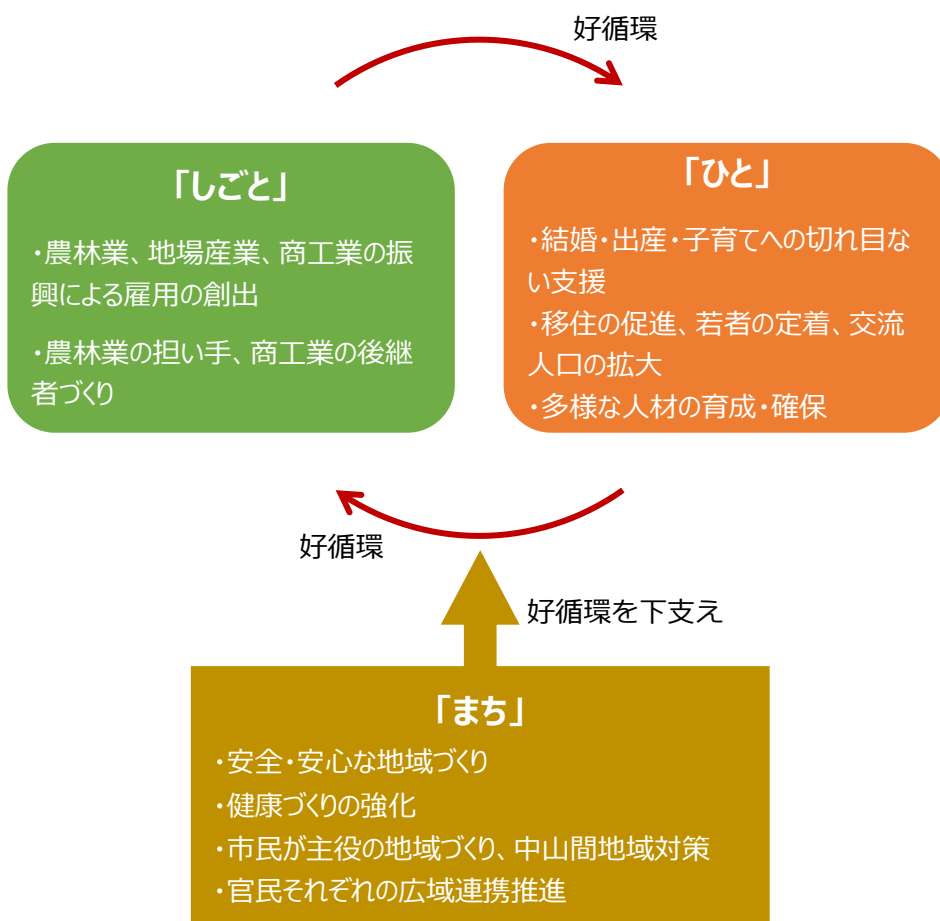 好循環
「しごと」
・農林業、地場産業、商工業の振
興による雇用の創出
・農林業の担い手、商工業の後継
者づくり
「ひと」
・結婚・出産・子育てへの切れ目な
い支援
・移住の促進、若者の定着、交流
人口の拡大
・多様な人材の育成・確保
好循環
好循環を下支え
「まち」
・安全・安心な地域づくり
・健康づくりの強化
・市民が主役の地域づくり、中山間地域対策
・官民それぞれの広域連携推進